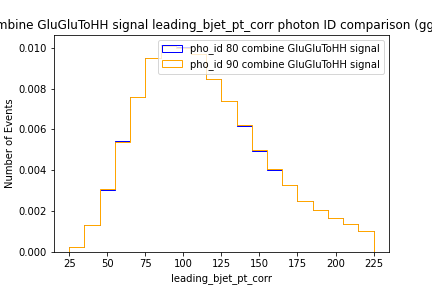 mbine GluGluToHH signal leading_bjet_pt_corr photon ID comparison (gg
pho_id 80 combine GluGluToHH signal
pho_id 90 combine GluGluToHH signal
Number of Events
0.010
0.008
0.006
0.004
0.002
0.000
25 50 75 100 125 150 175 200 225
leading_bjet_pt_corr